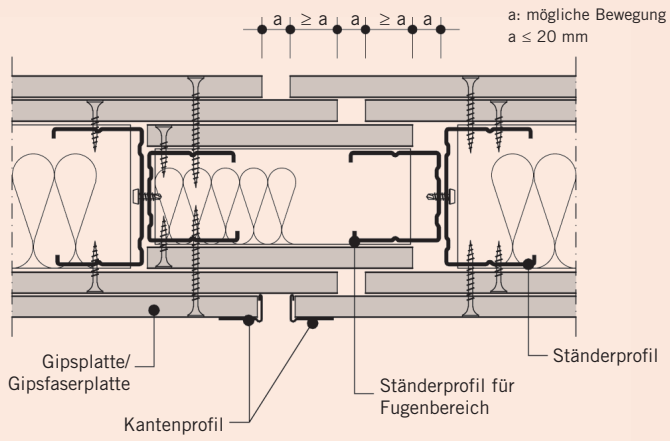 a ≥ a a ≥ a a
a: mögliche Bewegung
a ≤ 20 mm
Gipsplatte/
Gipsfaserplatte
Kantenprofil
Ständerprofil für
Fugenbereich
Ständerprofil